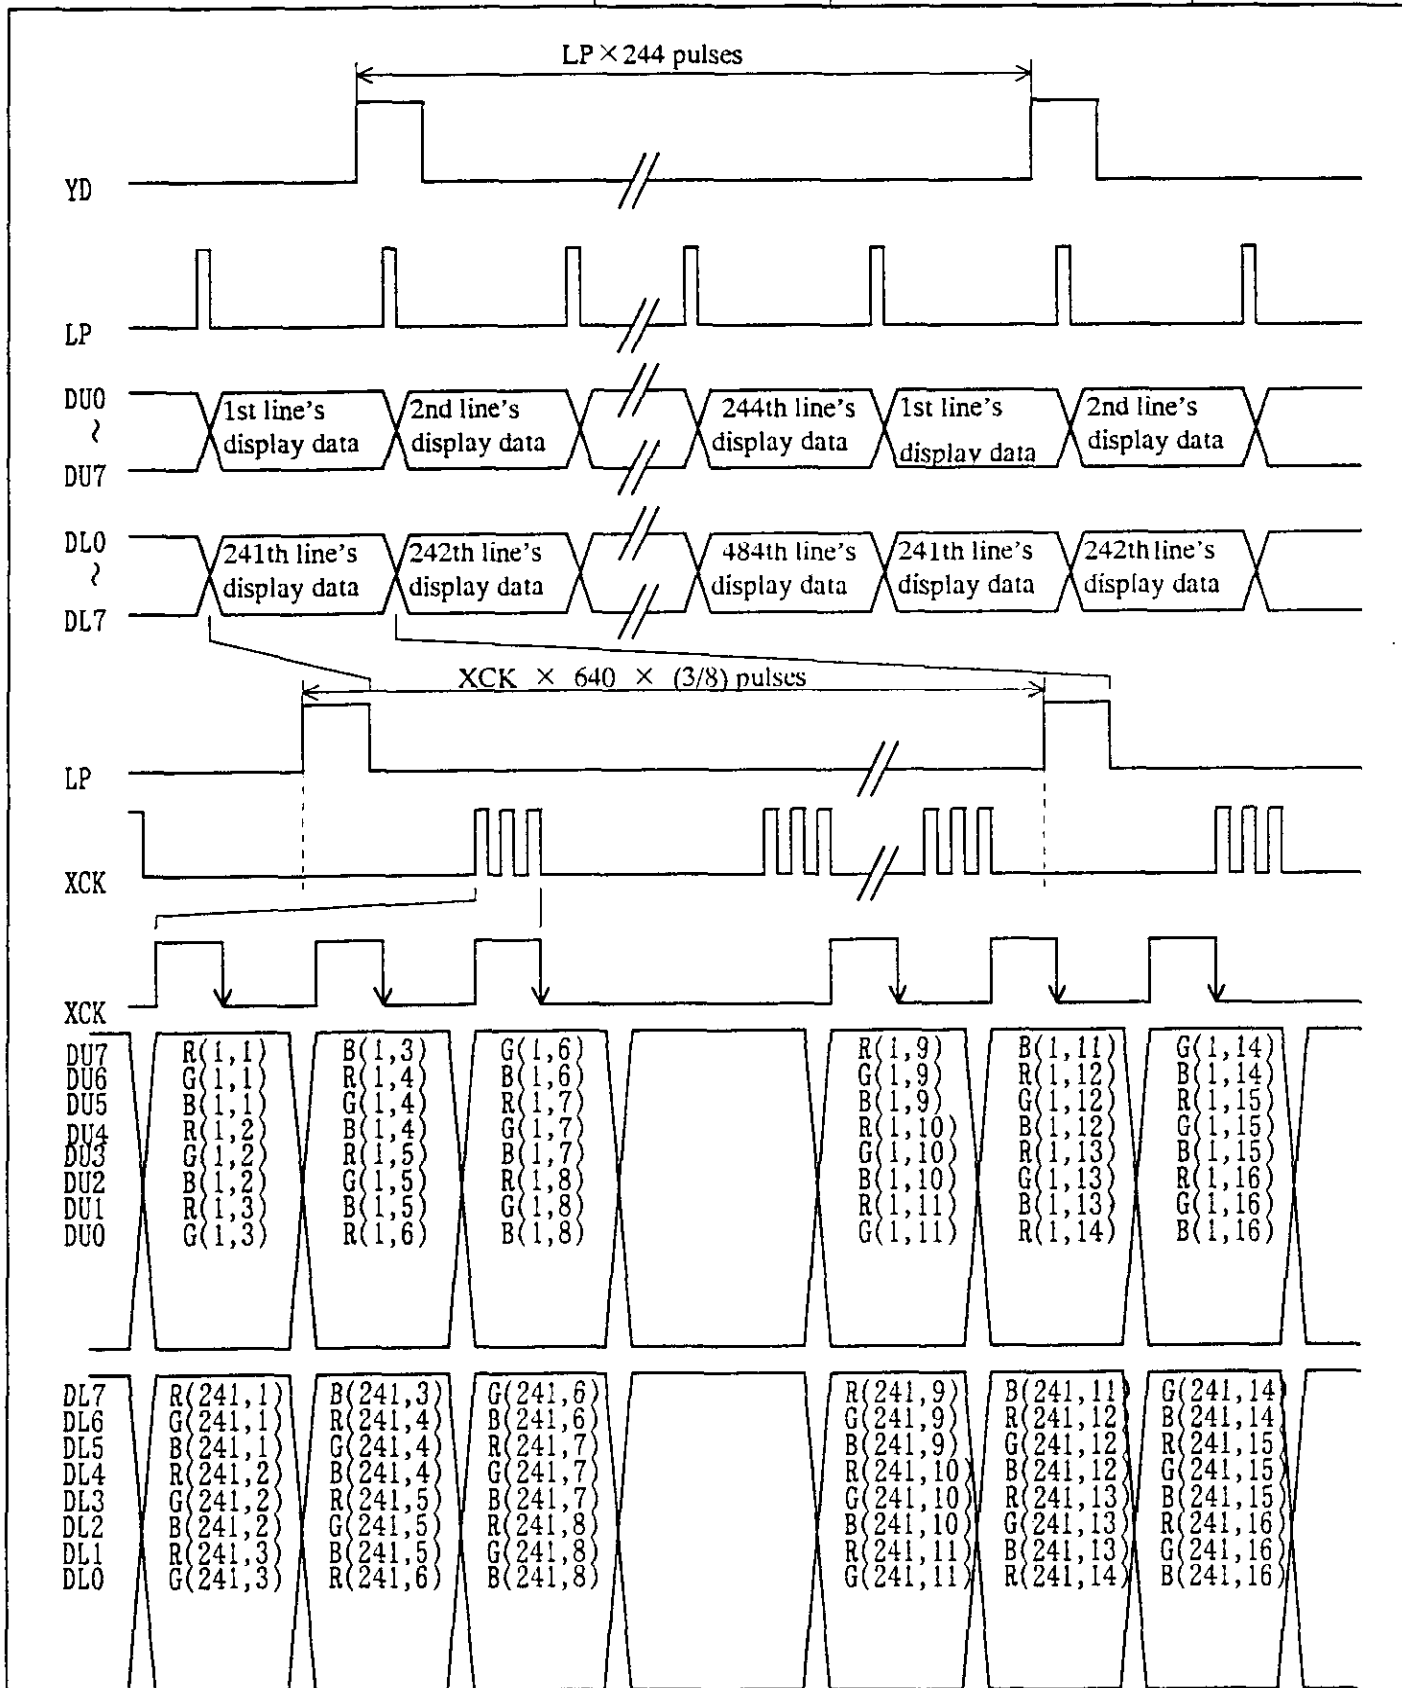 LP×244 pulses
YD
LP
DU0
~
DU7
1st line's
display data
2nd line's
display data
244th line's
display data
1st line's
display data
2nd line's
display data
DL0
~
DL7
241th line's
display data
242th line's
display data
484th line's
display data
241th line's
display data
242th line's
display data
XCK × 640 × (3/8) pulses
LP
XCK
XCK
DU7 R(1,1) B(1,3) G(1,6) R(1,9) B(1,11) G(1,14)
DU6 G(1,1) R(1,4) B(1,6) G(1,9) R(1,12) B(1,14)
DU5 B(1,1) G(1,4) R(1,7) B(1,9) G(1,12) R(1,15)
DU4 R(1,2) B(1,4) G(1,7) R(1,10) B(1,12) G(1,15)
DU3 G(1,2) R(1,5) B(1,7) G(1,10) R(1,13) B(1,15)
DU2 B(1,2) G(1,5) R(1,8) B(1,10) G(1,13) R(1,16)
DU1 R(1,3) B(1,5) G(1,8) R(1,11) B(1,13) G(1,16)
DU0 G(1,3) R(1,6) B(1,8) G(1,11) R(1,14) B(1,16)
DL7 R(241,1) B(241,3) G(241,6) R(241,9) B(241,11) G(241,14)
DL6 G(241,1) R(241,4) B(241,6) G(241,9) R(241,12) B(241,14)
DL5 B(241,1) G(241,4) R(241,7) B(241,9) G(241,12) R(241,15)
DL4 R(241,2) B(241,4) G(241,7) R(241,10) B(241,12) G(241,15)
DL3 G(241,2) R(241,5) B(241,7) G(241,10) R(241,13) B(241,15)
DL2 B(241,2) G(241,5) R(241,8) B(241,10) G(241,13) R(241,16)
DL1 R(241,3) B(241,5) G(241,8) R(241,11) B(241,13) G(241,16)
DL0 G(241,3) R(241,6) B(241,8) G(241,11) R(241,14) B(241,16)